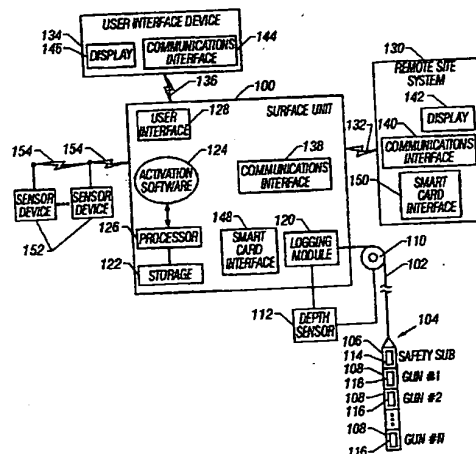 USER INTERFACE DEVICE
134
146
DISPLAY
COMMUNICATIONS INTERFACE
144
136
100
130
REMOTE SITE SYSTEM
142
DISPLAY
140
COMMUNICATIONS INTERFACE
150
SMART CARD INTERFACE
132
USER INTERFACE
128
SURFACE UNIT
154
154
124
ACTIVATION SOFTWARE
138
COMMUNICATIONS INTERFACE
SENSOR DEVICE
SENSOR DEVICE
152
126
PROCESSOR
148
SMART CARD INTERFACE
120
LOGGING MODULE
110
122
STORAGE
102
112
DEPTH SENSOR
104
106
114
SAFETY SUB
108
118
GUN #1
108
116
GUN #2
108
116
GUN #N